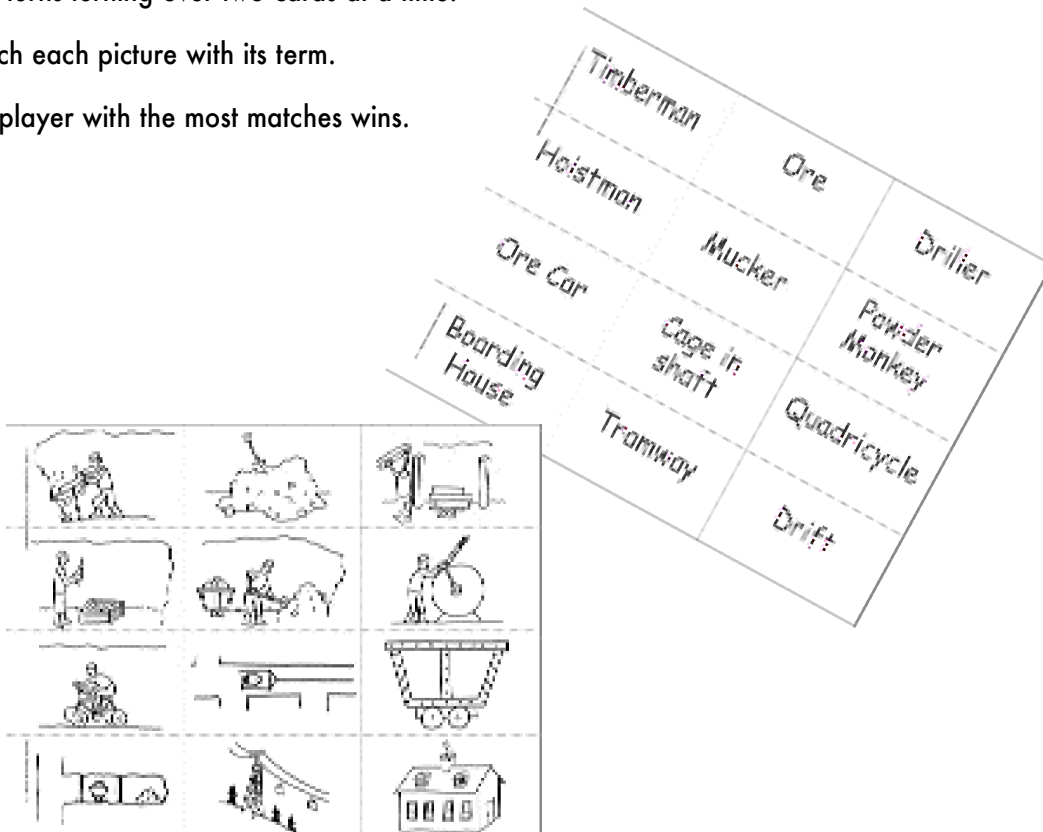 turns turning over two cards at a time.
ch each picture with its term.
player with the most matches wins.
Timberman
Ore
Driller
Hoistman
Mucker
Powder
Monkey
Ore Car
Cage in
shaft
Quadricycle
Boarding
House
Tramway
Drift